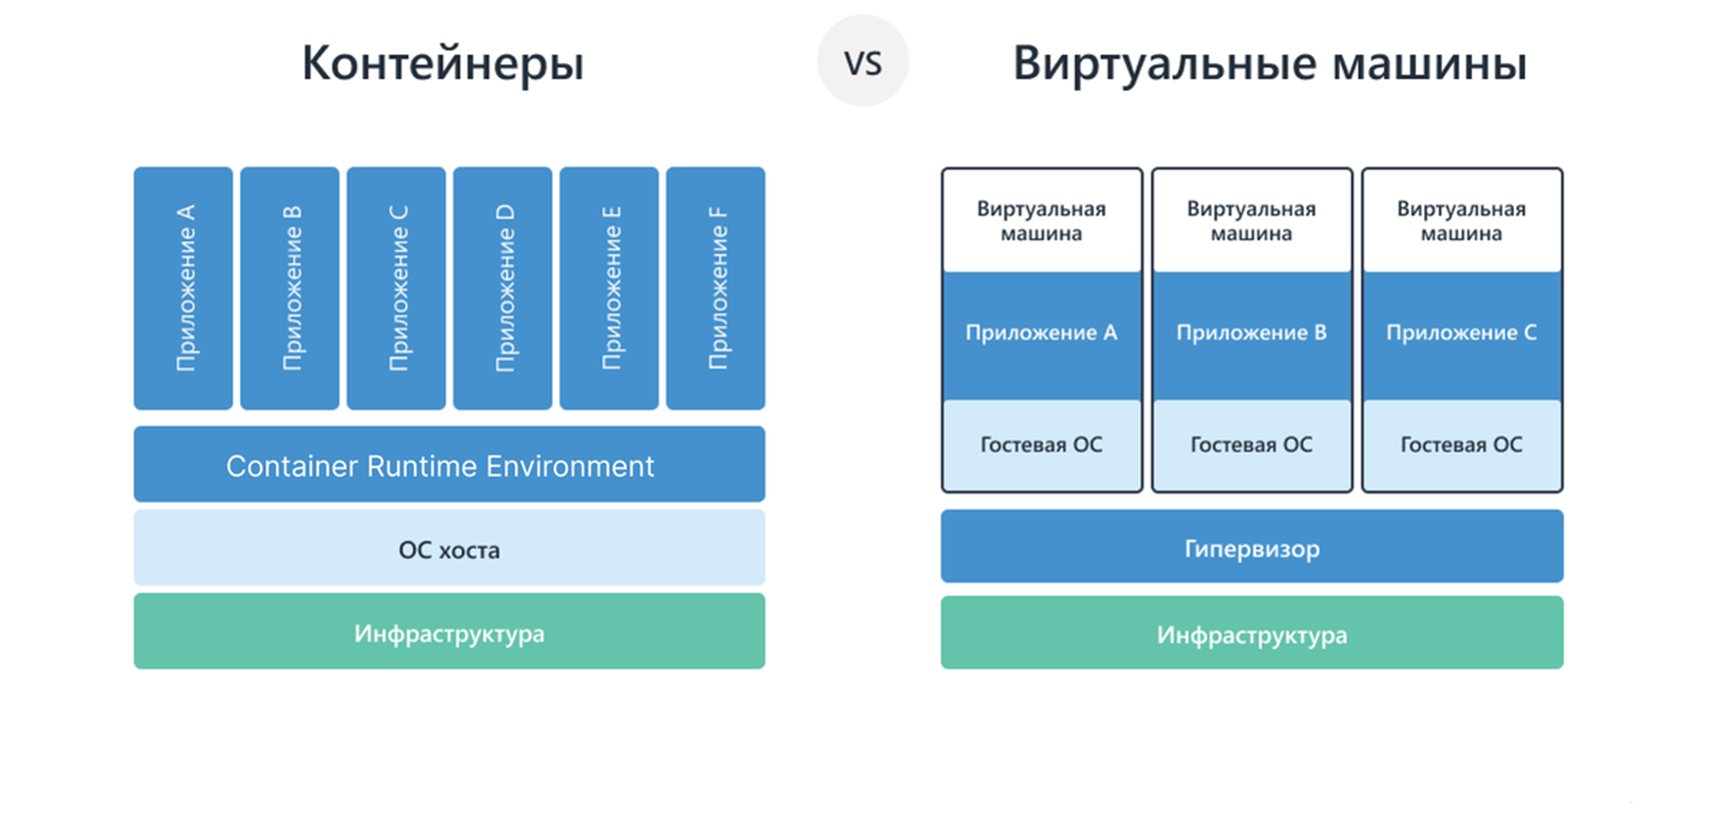 Контейнеры
VS
Виртуальные машины
Приложение A
Приложение B
Приложение C
Приложение D
Приложение E
Приложение F
Container Runtime Environment
ОС хоста
Инфраструктура
Виртуальная
машина
Приложение A
Гостевая ОС
Виртуальная
машина
Приложение B
Гостевая ОС
Виртуальная
машина
Приложение C
Гостевая ОС
Гипервизор
Инфраструктура